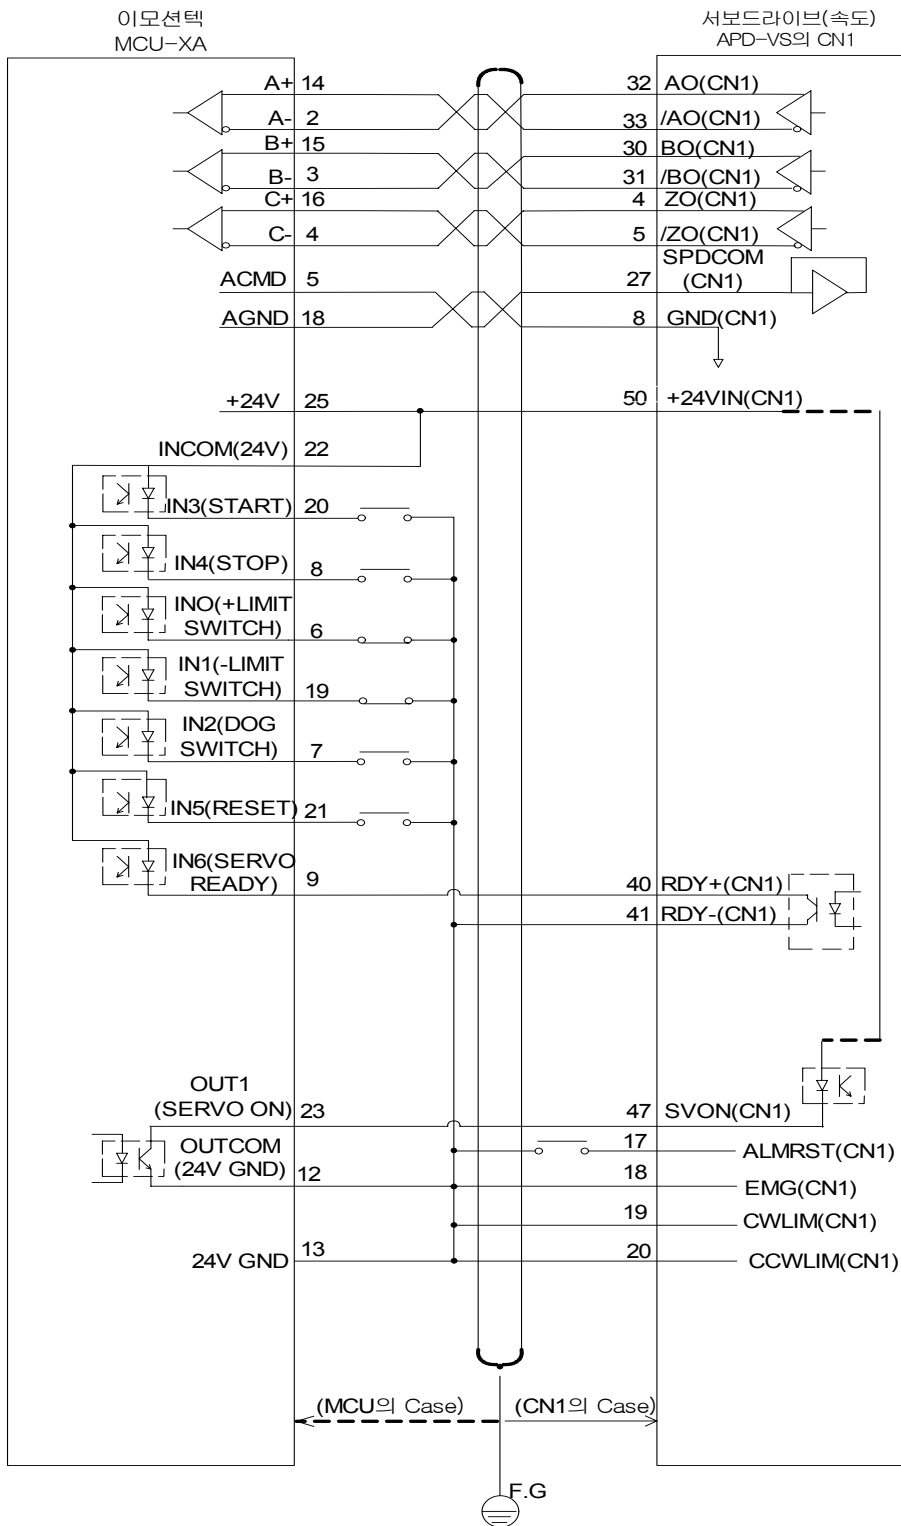 이모션텍
MCU-XA
서보드라이브(속도)
APD-VS의 CN1
A+ 14
32 AO(CN1)
A- 2
33 /AO(CN1)
B+ 15
30 BO(CN1)
B- 3
31 /BO(CN1)
C+ 16
4 ZO(CN1)
C- 4
5 /ZO(CN1)
ACMD 5
27 SPDCOM
(CN1)
AGND 18
8 GND(CN1)
+24V 25
50 +24VIN(CN1)
INCOM(24V) 22
IN3(START) 20
IN4(STOP) 8
INO(+LIMIT
SWITCH) 6
IN1(-LIMIT
SWITCH) 19
IN2(DOG
SWITCH) 7
IN5(RESET) 21
IN6(SERVO
READY) 9
40 RDY+(CN1)
41 RDY-(CN1)
OUT1
(SERVO ON) 23
47 SVON(CN1)
OUTCOM
(24V GND) 12
17 ALMRST(CN1)
18 EMG(CN1)
19 CWLIM(CN1)
24V GND 13
20 CCWLIM(CN1)
(MCU의 Case)
(CN1의 Case)
F.G